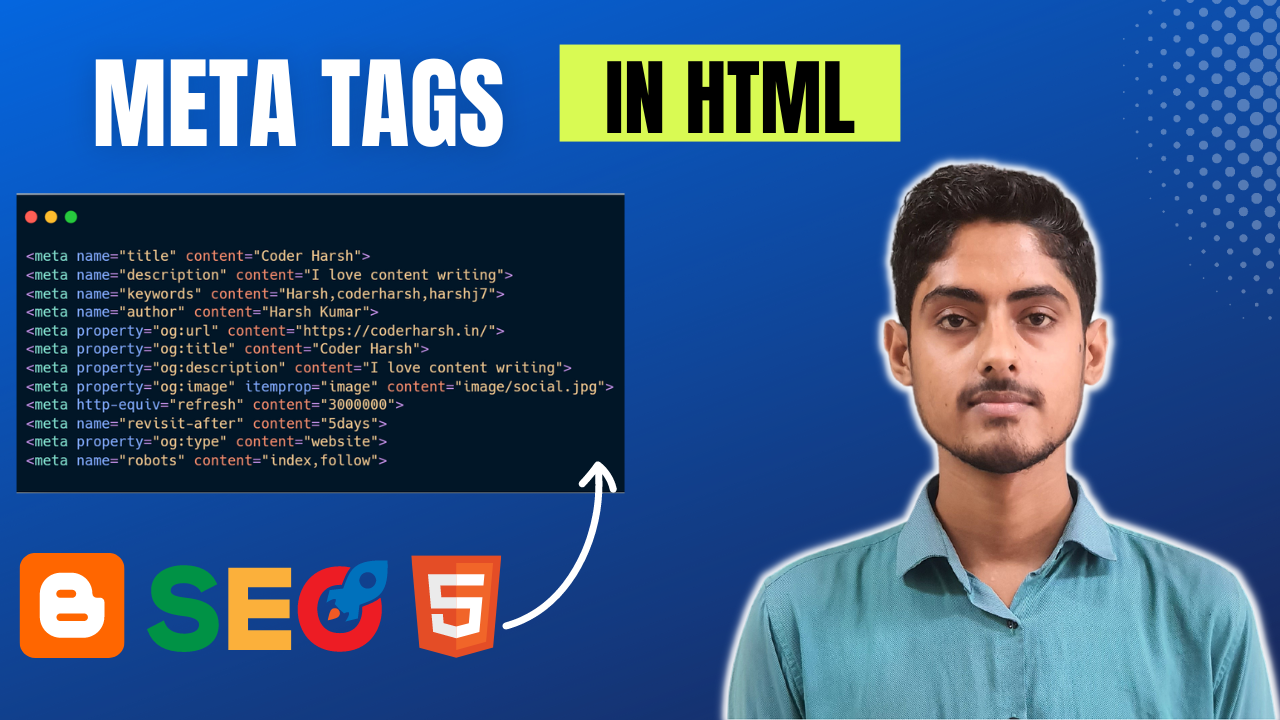 META TAGS IN HTML
<meta name="title" content="Coder Harsh">
<meta name="description" content="I love content writing">
<meta name="keywords" content="Harsh,coderharsh,harshj7">
<meta name="author" content="Harsh Kumar">
<meta property="og:url" content="https://coderharsh.in/">
<meta property="og:title" content="Coder Harsh">
<meta property="og:description" content="I love content writing">
<meta property="og:image" itemprop="image" content="image/social.jpg">
<meta http-equiv="refresh" content="3000000">
<meta name="revisit-after" content="5days">
<meta property="og:type" content="website">
<meta name="robots" content="index,follow">
B SEO 5